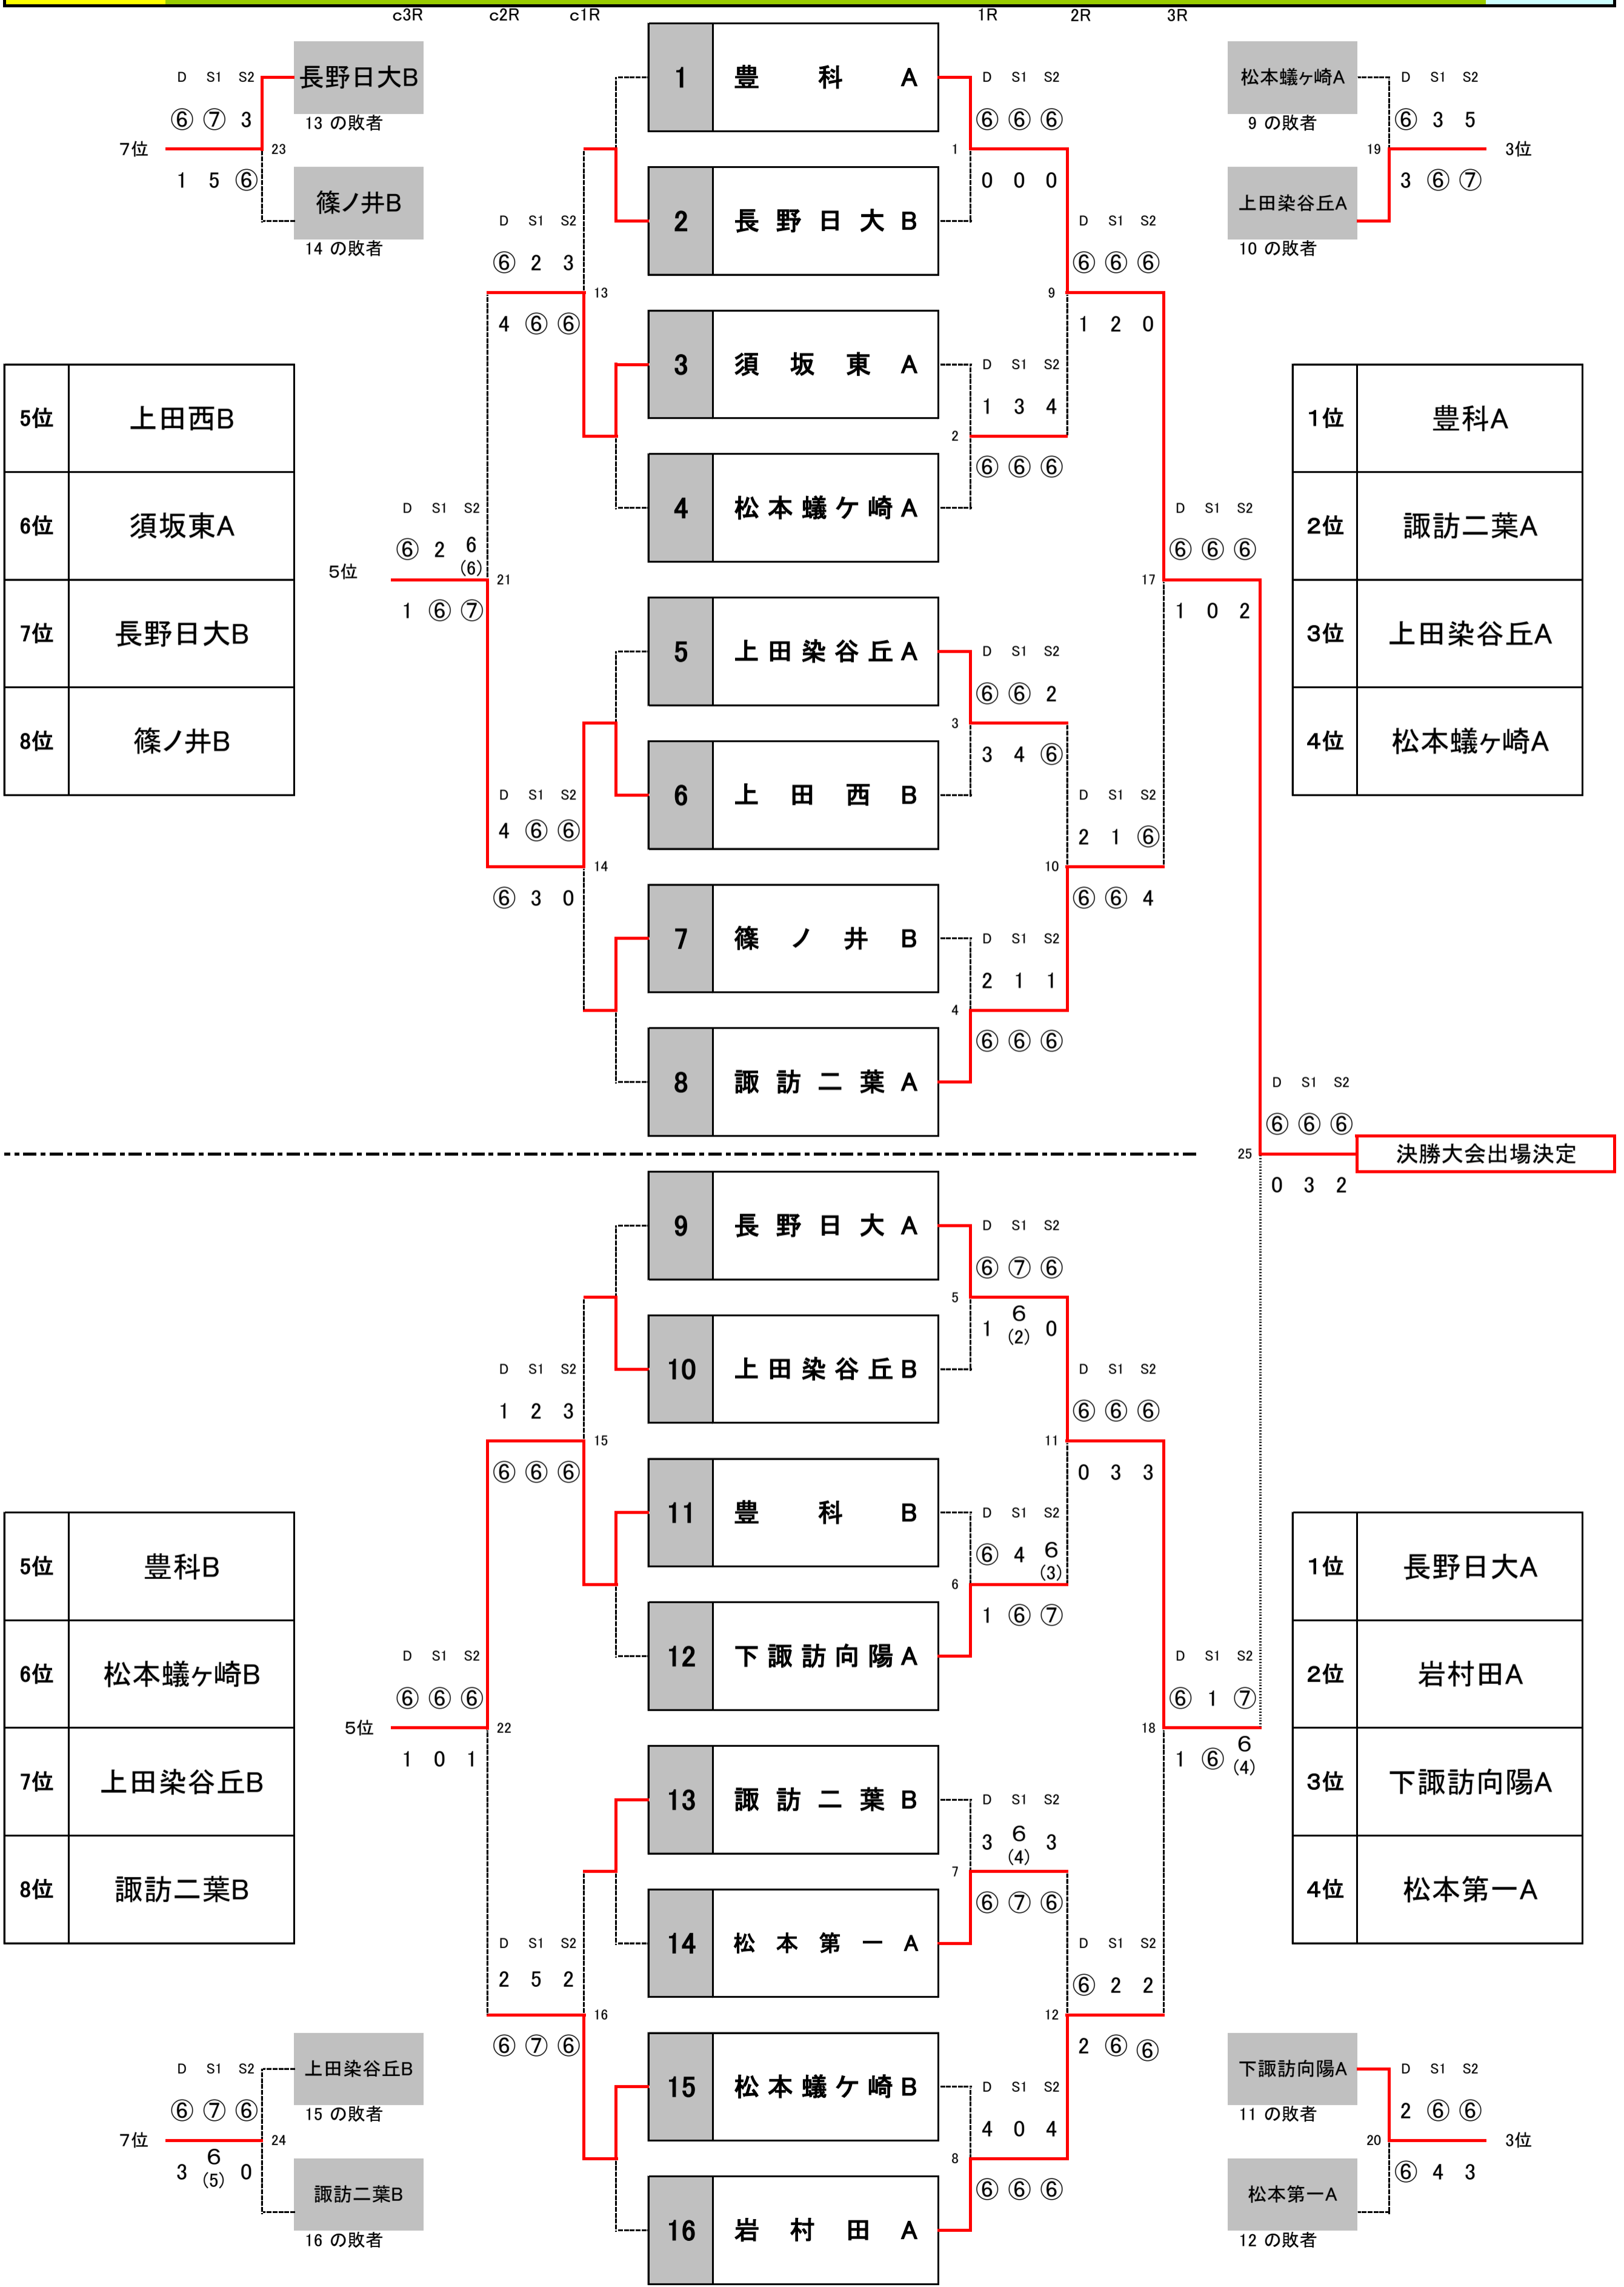 c3R c2R c1R 1R 2R 3R
長野日大B
13 の敗者
D S1 S2
⑥ ⑦ 3
7位 23
1 5 ⑥
篠ノ井B
14 の敗者
1 豊科A
D S1 S2
⑥ ⑥ ⑥
1
0 0 0
2 長野日大B
松本蟻ヶ崎A
9 の敗者
D S1 S2
⑥ 3 5
19 3位
3 ⑥ ⑦
上田染谷丘A
10 の敗者
D S1 S2
⑥ 2 3
13
4 ⑥ ⑥
D S1 S2
⑥ ⑥ ⑥
9
1 2 0
3 須坂東A
D S1 S2
1 3 4
2
⑥ ⑥ ⑥
4 松本蟻ケ崎A
5位 上田西B
6位 須坂東A
7位 長野日大B
8位 篠ノ井B
D S1 S2
⑥ 2 6
(6)
5位 21
1 ⑥ ⑦
D S1 S2
⑥ ⑥ ⑥
17
1 0 2
1位 豊科A
2位 諏訪二葉A
3位 上田染谷丘A
4位 松本蟻ヶ崎A
5 上田染谷丘A
D S1 S2
⑥ ⑥ 2
3
3 4 ⑥
6 上田西B
D S1 S2
4 ⑥ ⑥
14
⑥ 3 0
D S1 S2
2 1 ⑥
10
⑥ ⑥ 4
7 篠ノ井B
D S1 S2
2 1 1
4
⑥ ⑥ ⑥
8 諏訪二葉A
D S1 S2
⑥ ⑥ ⑥
25 決勝大会出場決定
0 3 2
9 長野日大A
D S1 S2
⑥ ⑦ ⑥
5
1 6 0
(2)
10 上田染谷丘B
D S1 S2
1 2 3
15
⑥ ⑥ ⑥
D S1 S2
⑥ ⑥ ⑥
11
0 3 3
11 豊科B
D S1 S2
⑥ 4 6
(3)
6
1 ⑥ ⑦
12 下諏訪向陽A
5位 豊科B
6位 松本蟻ヶ崎B
7位 上田染谷丘B
8位 諏訪二葉B
D S1 S2
⑥ ⑥ ⑥
5位 22
1 0 1
D S1 S2
⑥ 1 ⑦
18
1 ⑥ 6
(4)
1位 長野日大A
2位 岩村田A
3位 下諏訪向陽A
4位 松本第一A
13 諏訪二葉B
D S1 S2
3 6 3
(4)
7
⑥ ⑦ ⑥
14 松本第一A
D S1 S2
2 5 2
16
⑥ ⑦ ⑥
D S1 S2
⑥ 2 2
12
2 ⑥ ⑥
15 松本蟻ケ崎B
D S1 S2
4 0 4
8
⑥ ⑥ ⑥
16 岩村田A
上田染谷丘B
15 の敗者
D S1 S2
⑥ ⑦ ⑥
7位 24
3 6 0
(5)
諏訪二葉B
16 の敗者
下諏訪向陽A
11 の敗者
D S1 S2
2 ⑥ ⑥
20 3位
⑥ 4 3
松本第一A
12 の敗者